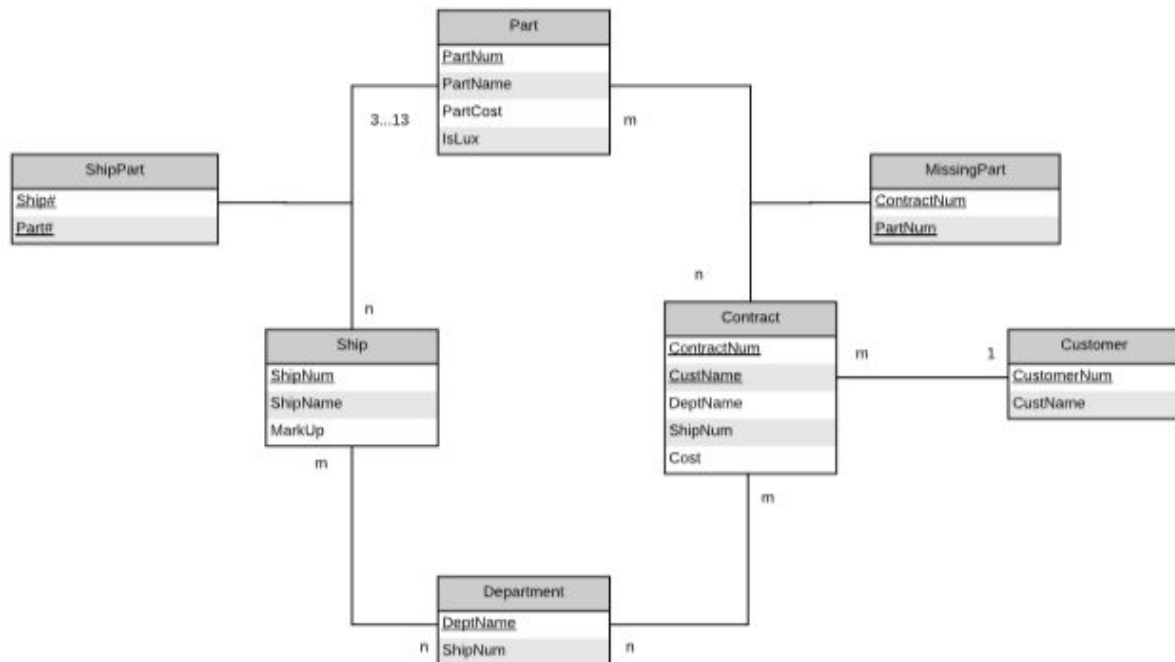 Part
PartNum
PartName
PartCost
IsLux
3...13
m
ShipPart
Ship#
Part#
MissingPart
ContractNum
PartNum
n
n
Ship
ShipNum
ShipName
MarkUp
m
Contract
ContractNum
CustName
DeptName
ShipNum
Cost
m
m
1
Customer
CustomerNum
CustName
Department
DeptName
ShipNum
n
n